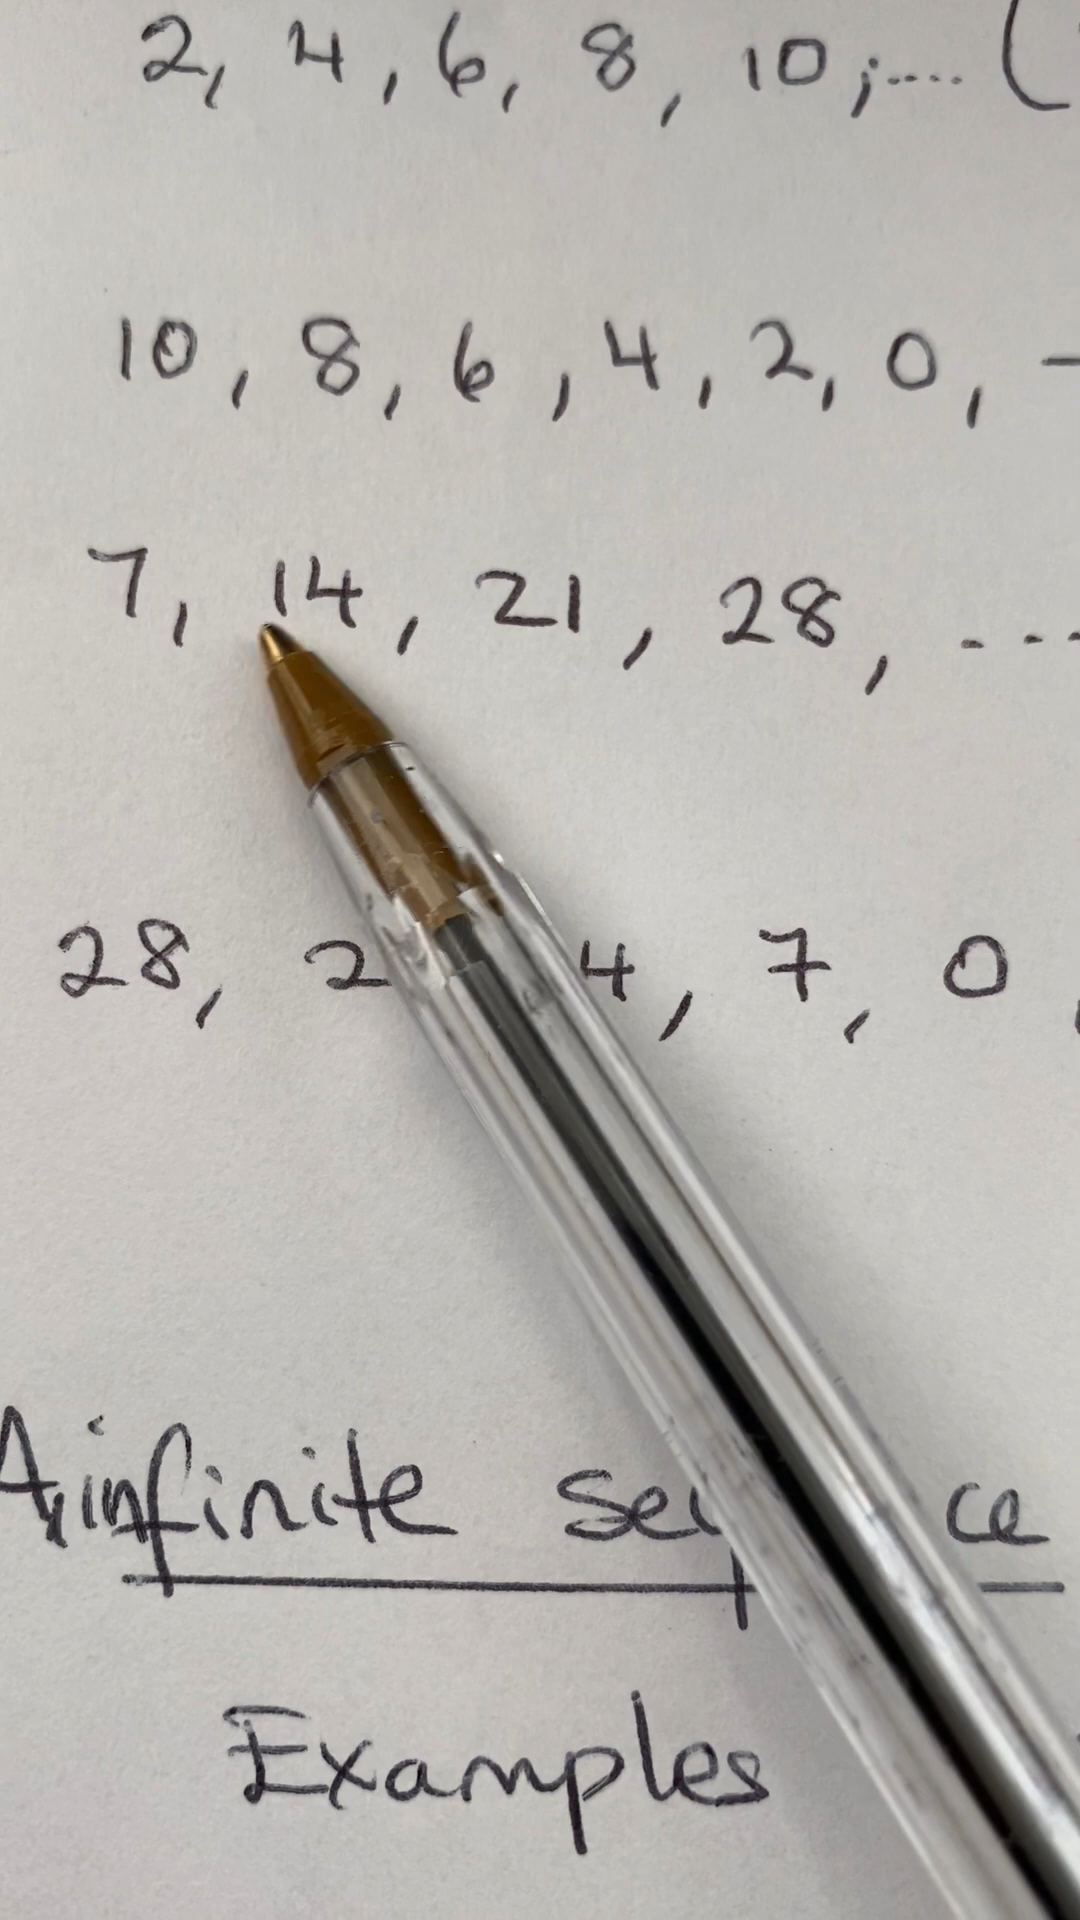 2, 4, 6, 8, 10, .... (
10, 8, 6, 4, 2, 0, -
7, 14, 21, 28, ....
28, 4, 7, 0,
infinite
Examples